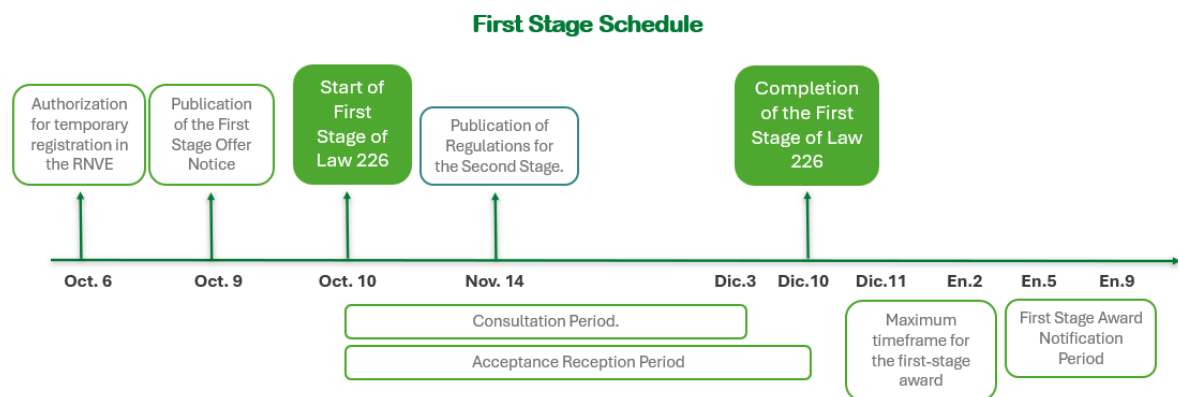 First Stage Schedule
Authorization
for temporary
registration in
the RNVE
Publication
of the First
Stage Offer
Notice
Start of
First
Stage of
Law 226
Publication of
Regulations for
the Second Stage.
Completion
of the First
Stage of Law
226
Oct. 6
Oct. 9
Oct. 10
Nov. 14
Dic.3
Dic.10
Dic.11
En.2
En.5
En.9
Consultation Period.
Acceptance Reception Period
Maximum
timeframe for
the first-stage
award
First Stage Award
Notification
Period